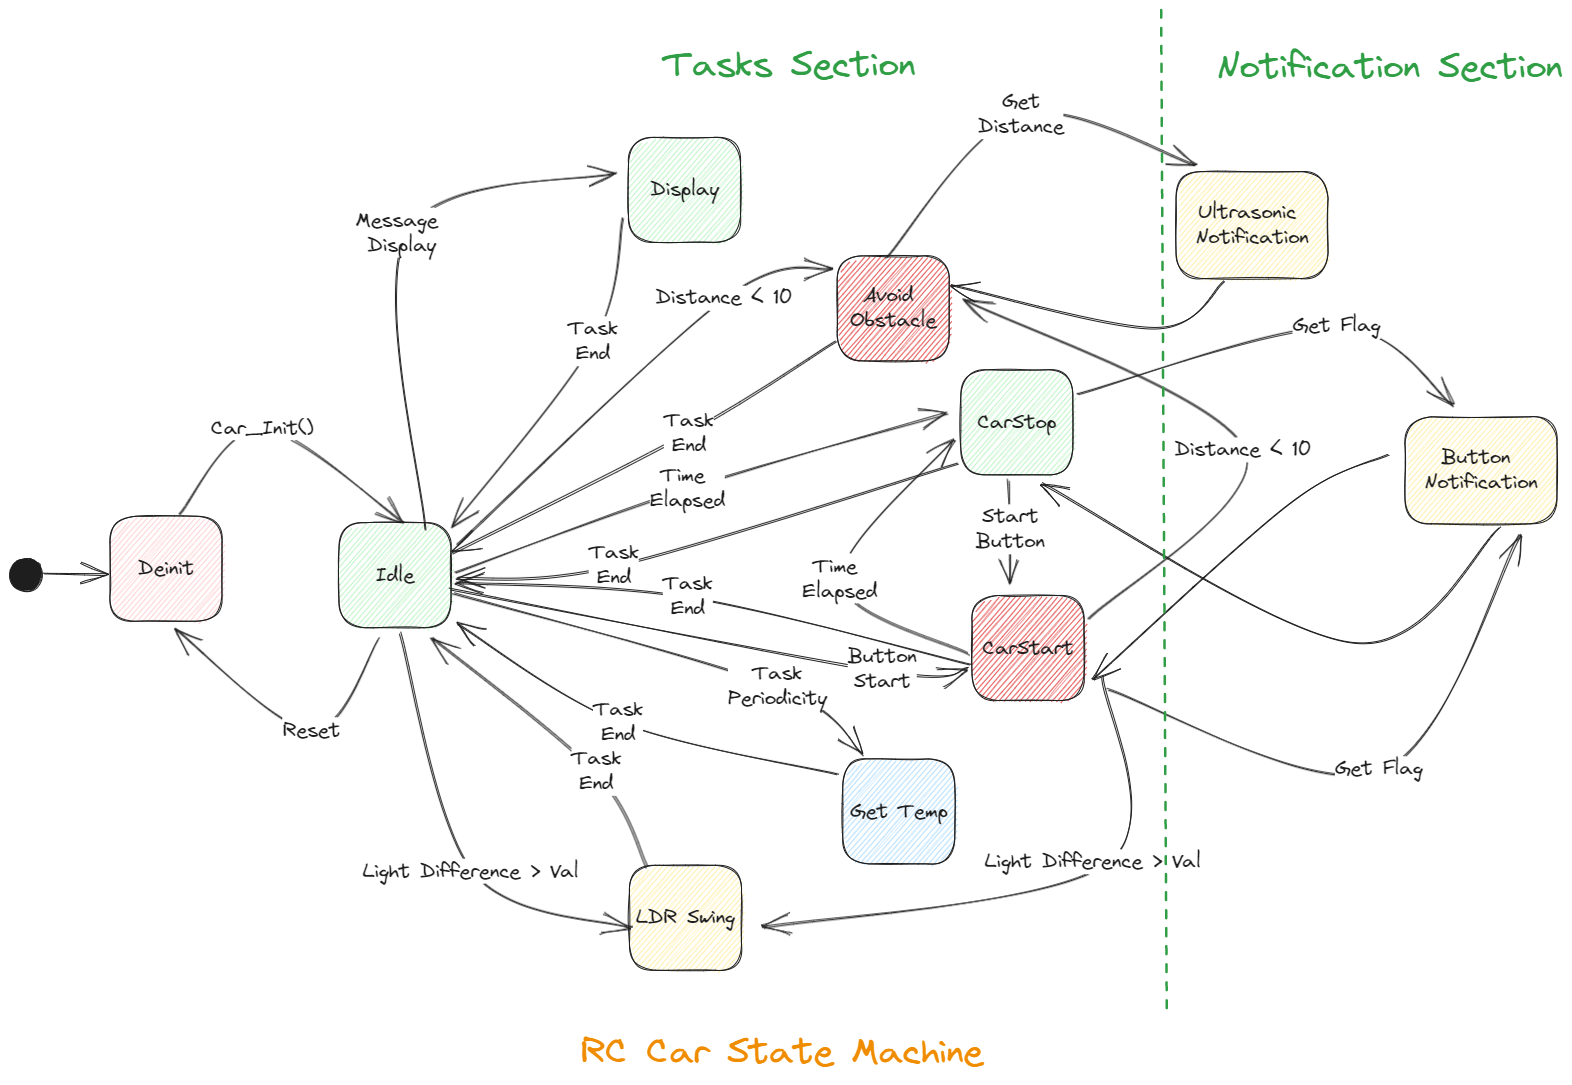 Tasks Section
Notification Section
Get
Distance
Display
Message
Display
Ultrasonic
Notification
Distance < 10
Avoid
Obstacle
Task
End
Get Flag
Task
End
CarStop
Car_Init()
Distance < 10
Time
Elapsed
Button
Notification
Start
Button
Task
End
Deinit
Idle
Time
Elapsed
Task
End
CarStart
Button
Start
Task
Periodicity
Reset
Task
End
Task
End
Get Flag
Get Temp
Light Difference > Val
Light Difference > Val
LDR Swing
RC Car State Machine